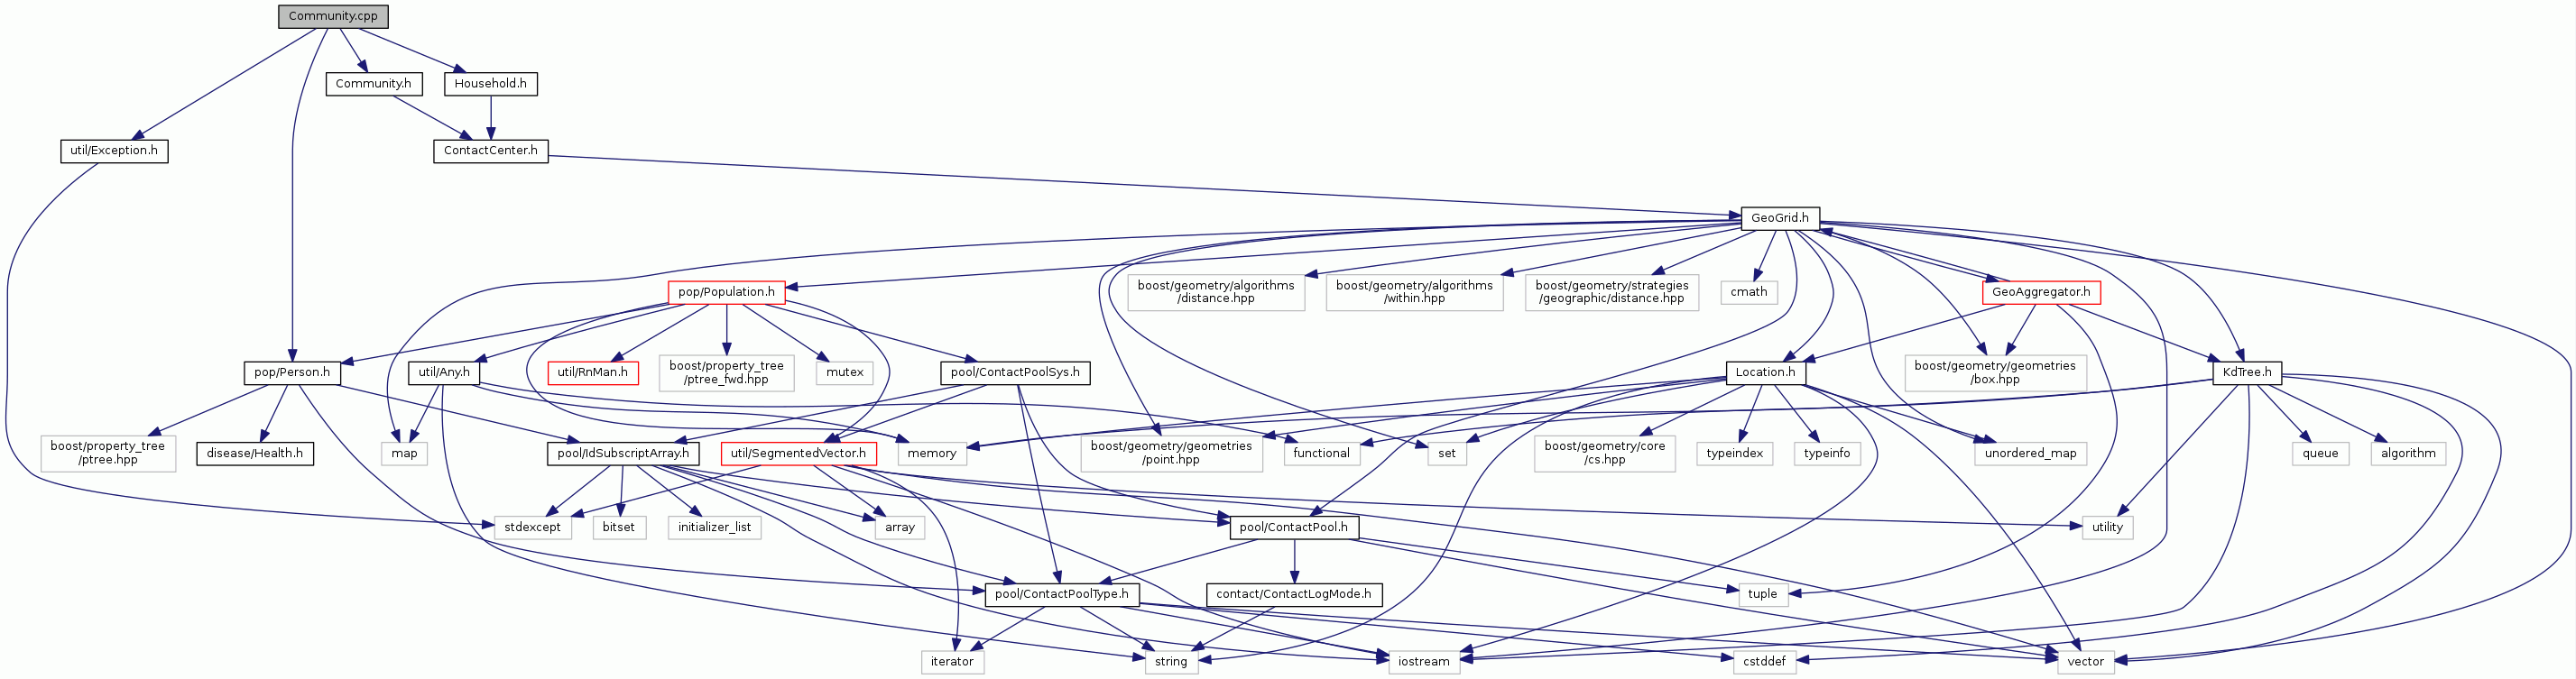 Community.cpp
Community.h
Household.h
util/Exception.h
ContactCenter.h
GeoGrid.h
pop/Population.h
boost/geometry/algorithms
/distance.hpp
boost/geometry/algorithms
/within.hpp
boost/geometry/strategies
/geographic/distance.hpp
cmath
GeoAggregator.h
pop/Person.h
util/Any.h
util/RnMan.h
boost/property_tree
/ptree_fwd.hpp
mutex
pool/ContactPoolSys.h
Location.h
boost/geometry/geometries
/box.hpp
KdTree.h
boost/property_tree
/ptree.hpp
disease/Health.h
map
pool/IdSubscriptArray.h
util/SegmentedVector.h
memory
boost/geometry/geometries
/point.hpp
functional
set
boost/geometry/core
/cs.hpp
typeindex
typeinfo
unordered_map
queue
algorithm
stdexcept
bitset
initializer_list
array
pool/ContactPool.h
utility
pool/ContactPoolType.h
contact/ContactLogMode.h
tuple
iterator
string
iostream
cstddef
vector